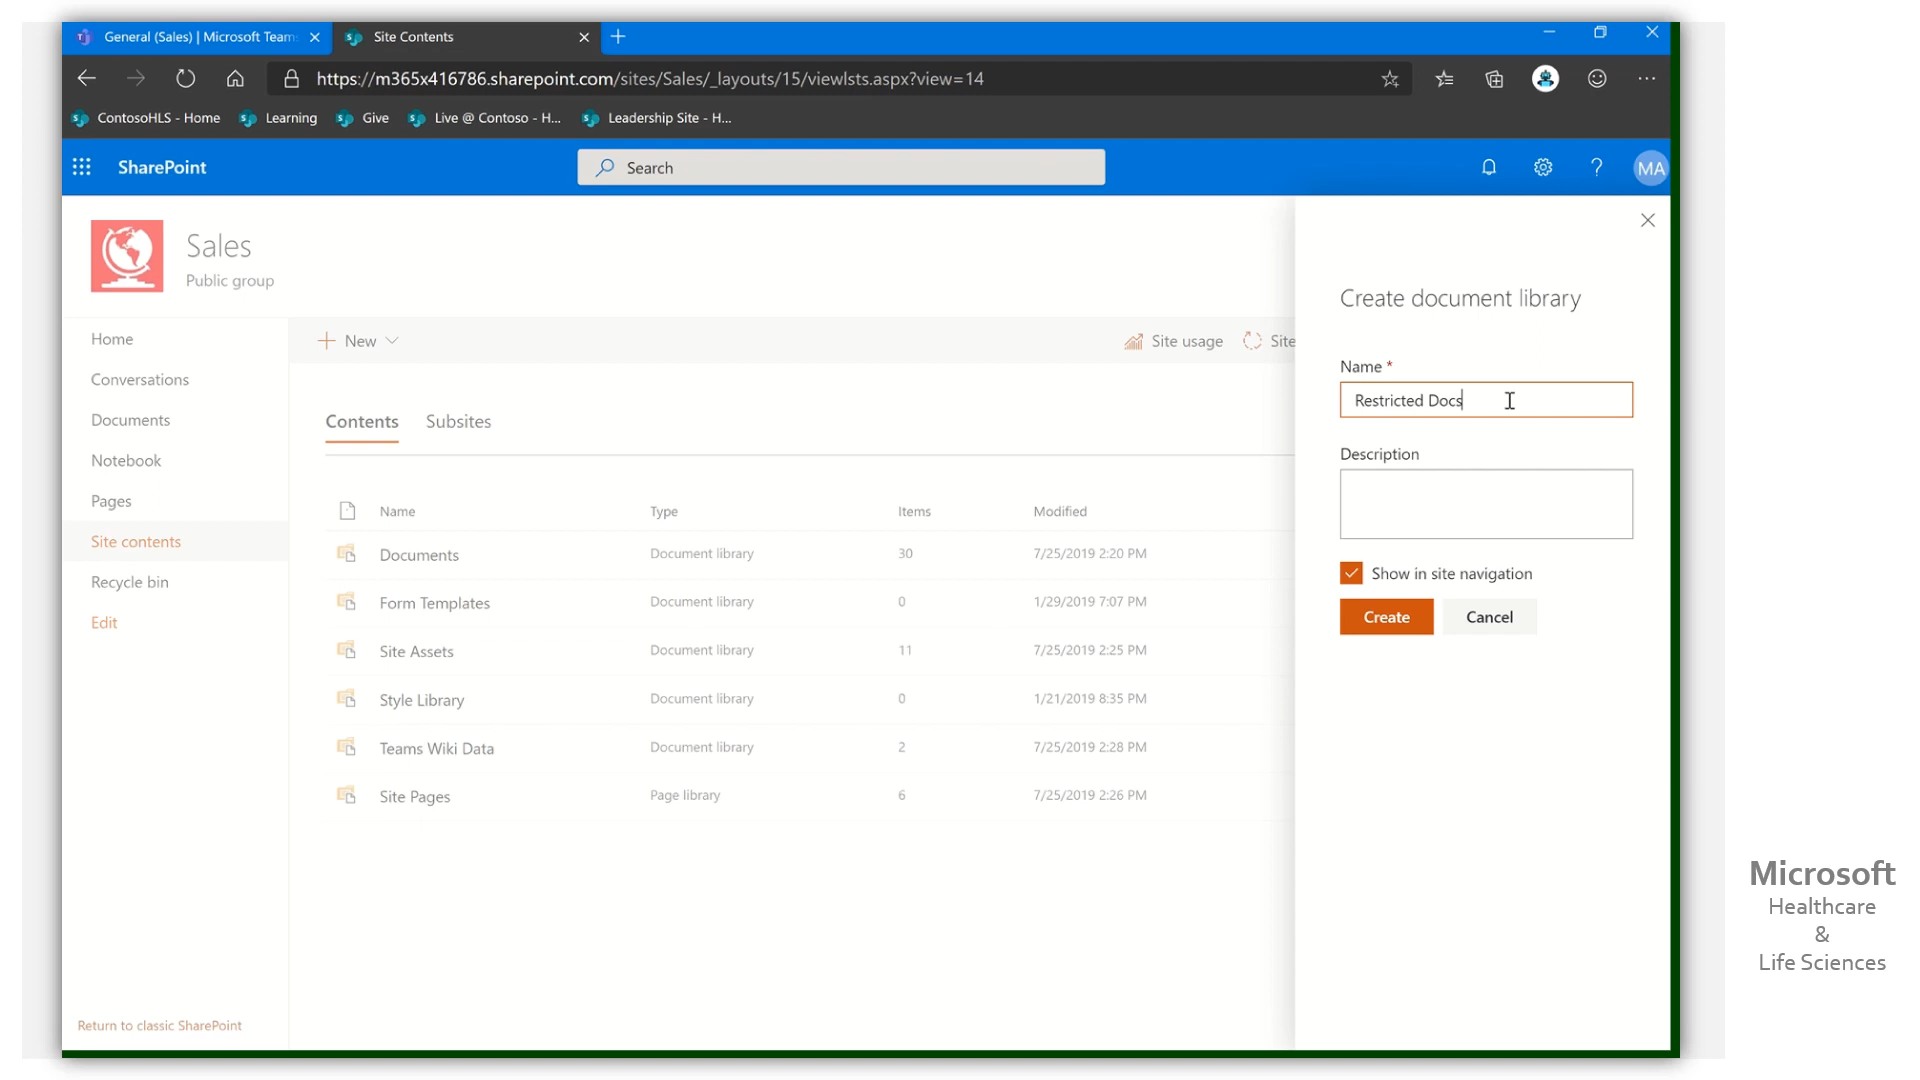 General (Sales) | Microsoft Team
Site Contents
https://m365x416786.sharepoint.com/sites/Sales/_layouts/15/viewlsts.aspx?view=14
ContosoHLS - Home
Learning
Give
Live @ Contoso - H...
Leadership Site - H...
SharePoint
Search
MA
Sales
Public group
Home
Conversations
Documents
Notebook
Pages
Site contents
Recycle bin
Edit
Return to classic SharePoint
New
Site usage
Site
Contents
Subsites
Name Type Items Modified
Documents Document library 30 7/25/2019 2:20 PM
Form Templates Document library 0 1/29/2019 7:07 PM
Site Assets Document library 11 7/25/2019 2:25 PM
Style Library Document library 0 1/21/2019 8:35 PM
Teams Wiki Data Document library 2 7/25/2019 2:28 PM
Site Pages Page library 6 7/25/2019 2:26 PM
Create document library
Name *
Restricted Docs
Description
Show in site navigation
Create
Cancel
Microsoft
Healthcare
&
Life Sciences